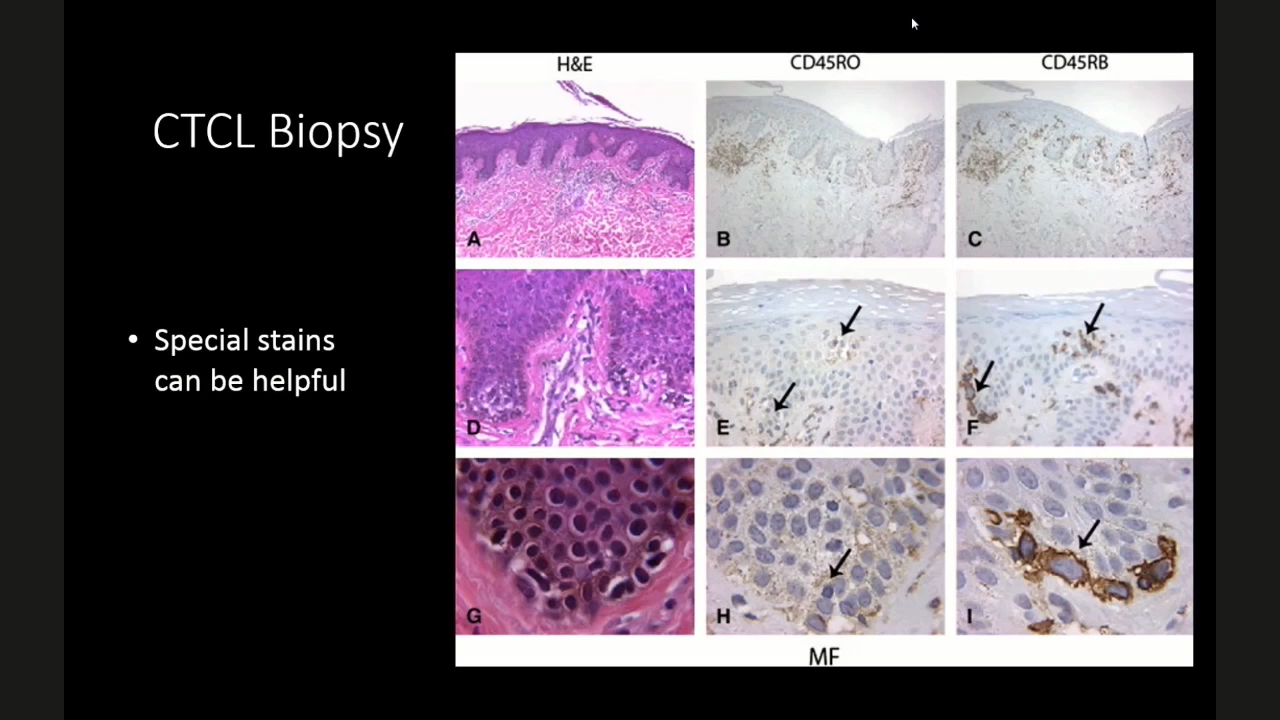 CTCL Biopsy
• Special stains
can be helpful
H&E CD45RO CD45RB
A B C
D E F
G H I
MF